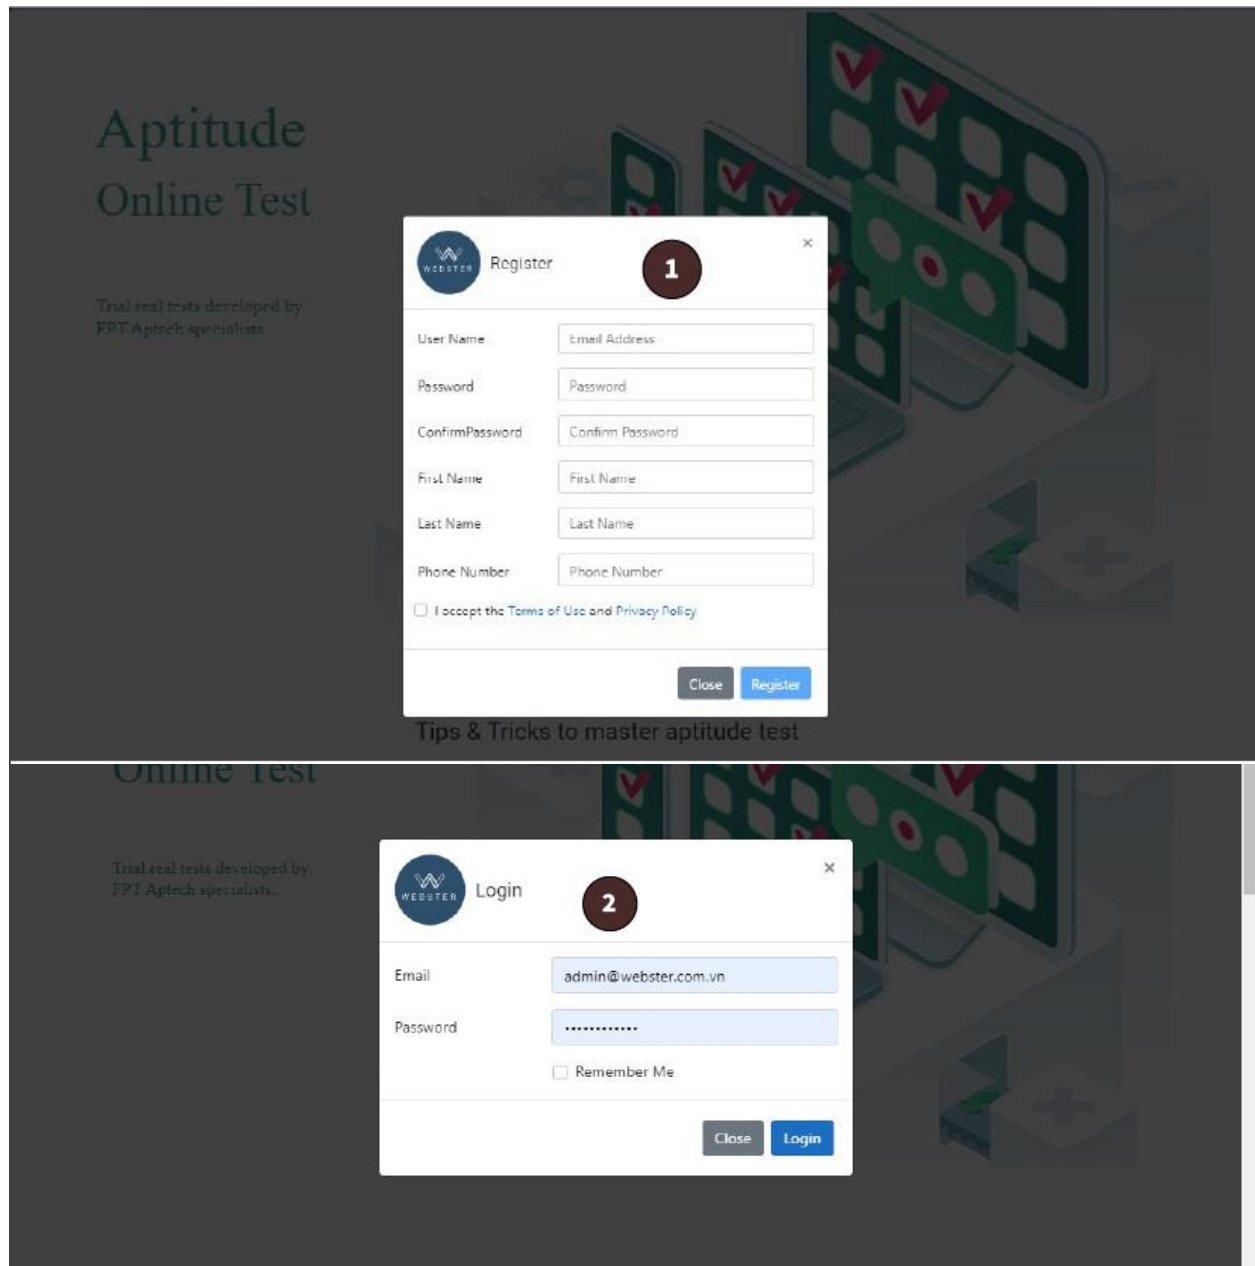 Aptitude
Online Test
Trial real tests developed by
FPT Aptech specialists
WEBSTER
Register
1
×
User Name
Email Address
Password
Password
ConfirmPassword
Confirm Password
First Name
First Name
Last Name
Last Name
Phone Number
Phone Number
I accept the Terms of Use and Privacy Policy
Close
Register
Tips & Tricks to master aptitude test
Online Test
Trial real tests developed by
FPT Aptech specialists.
WEBSTER
Login
2
×
Email
admin@webster.com.vn
Password
••••••••••••
Remember Me
Close
Login